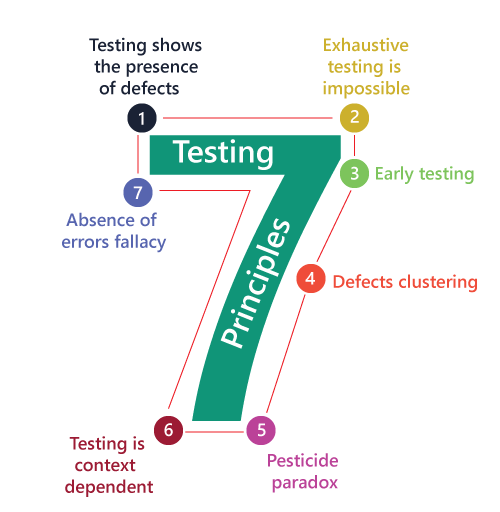 Testing shows
the presence
of defects
Exhaustive
testing is
impossible
1
2
Testing
3
Early testing
7
Absence of
errors fallacy
Principles
4
Defects clustering
6
5
Testing is
context
dependent
Pesticide
paradox